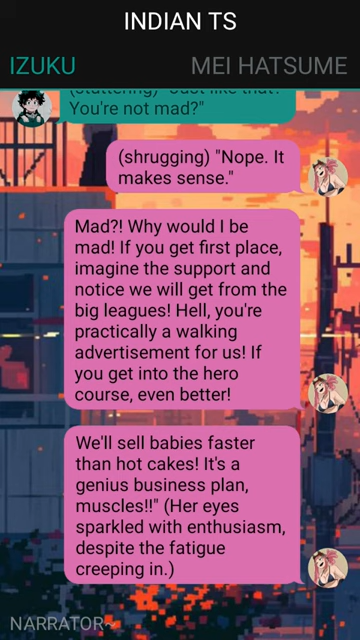 INDIAN TS
IZUKU
MEI HATSUME
(stuttering) "Just like that?
You're not mad?"
(shrugging) "Nope. It
makes sense."
Mad?! Why would I be
mad! If you get first place,
imagine the support and
notice we will get from the
big leagues! Hell, you're
practically a walking
advertisement for us! If
you get into the hero
course, even better!
We'll sell babies faster
than hot cakes! It's a
genius business plan,
muscles!!" (Her eyes
sparkled with enthusiasm,
despite the fatigue
creeping in.)
NARRATOR~